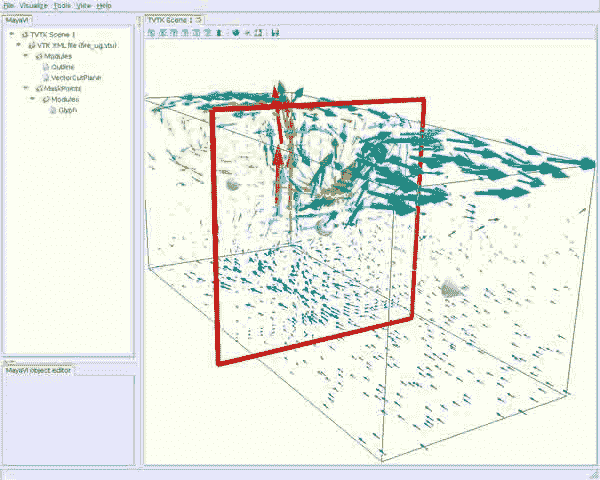 File Visualize Tools View Help
MayaVi
TVTK Scene 1
TVTK Scene 1
VTK XML file (fire_ug.vtu)
Modules
Outline
VectorCutPlane
MaskPoints
Modules
Glyph
MayaVi object editor